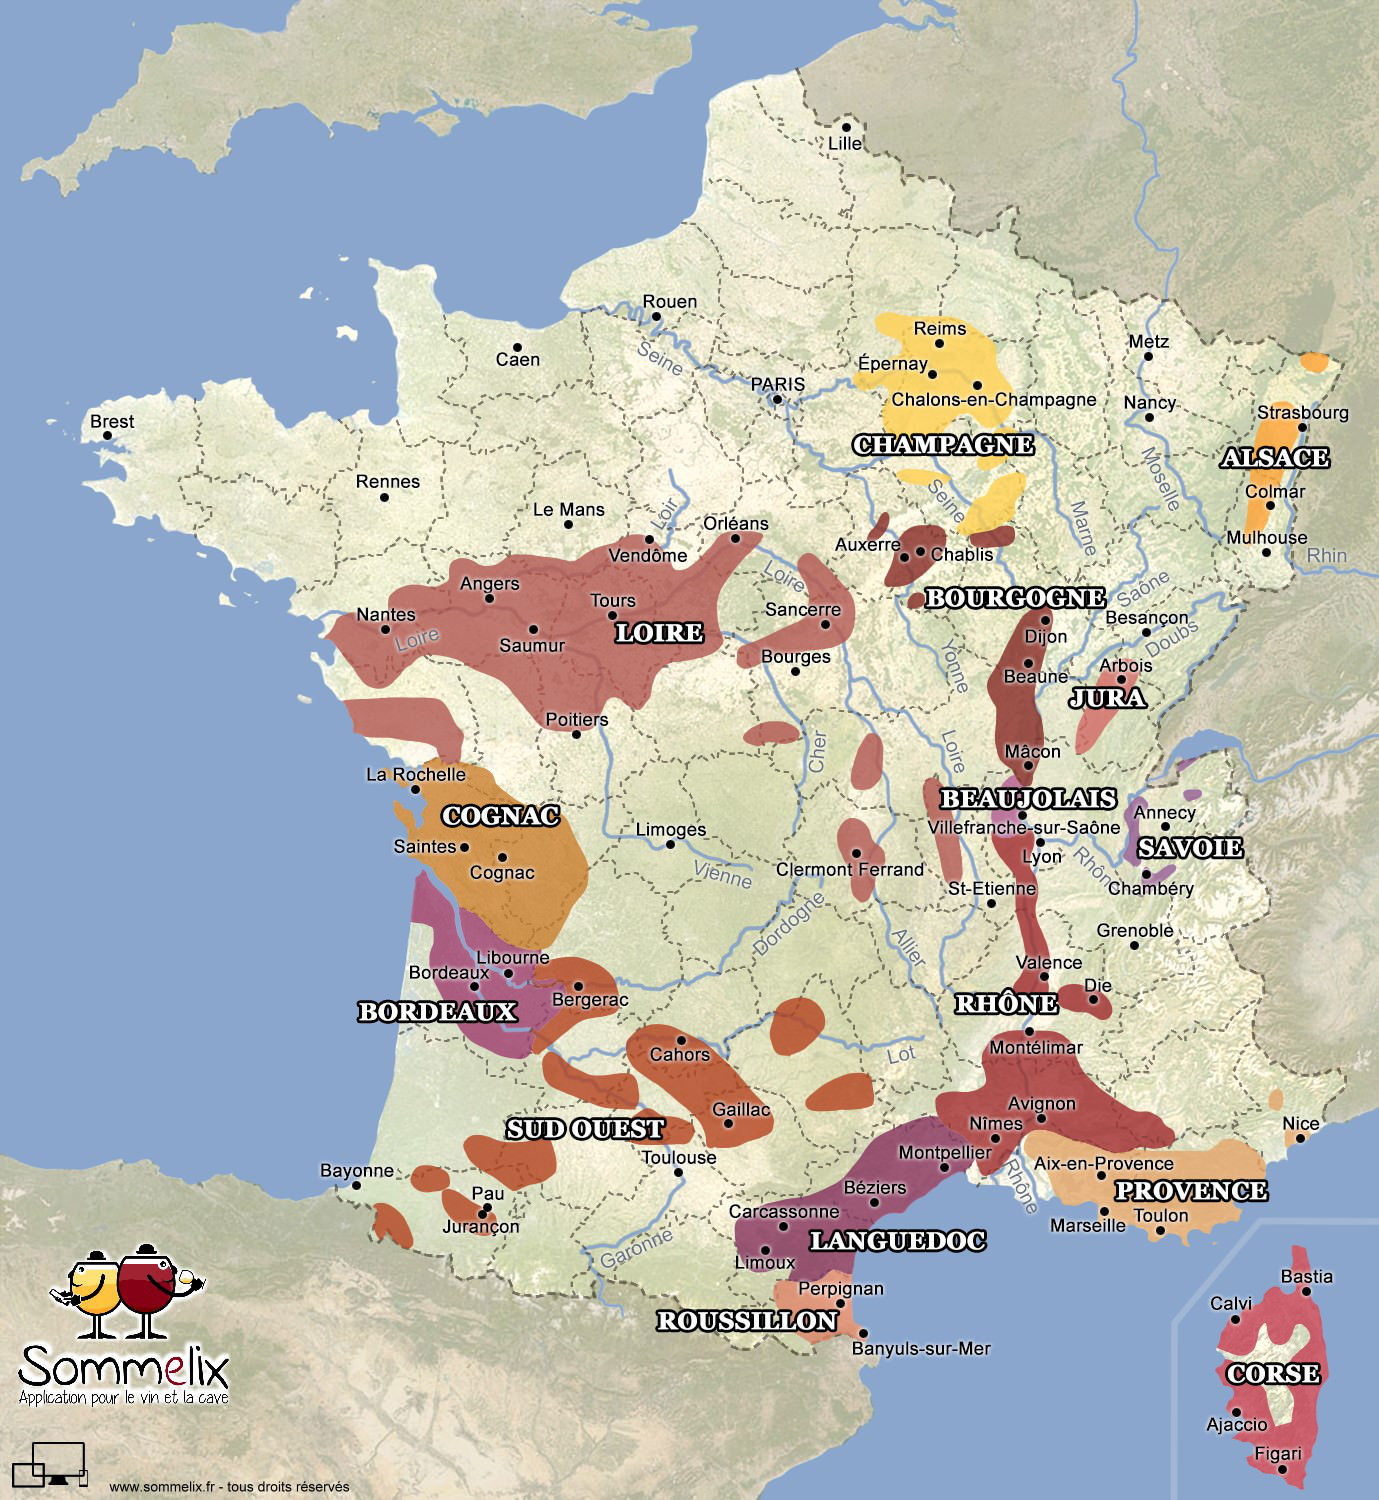 Lille
Rouen
Reims
Metz
Caen
Seine
Épernay
PARIS
Chalons-en-Champagne
Nancy
Strasbourg
Brest
CHAMPAGNE
ALSACE
Rennes
Seine
Moselle
Colmar
Le Mans
Loir
Orléans
Marne
Mulhouse
Vendôme
Auxerre
Chablis
Rhin
Angers
Loire
Saône
Tours
BOURGOGNE
Nantes
Sancerre
Besançon
Loire
Saumur
LOIRE
Dijon
Doubs
Bourges
Yonne
Beaune
Arbois
JURA
Poitiers
Cher
Loire
Mâcon
La Rochelle
BEAUJOLAIS
COGNAC
Annecy
Limoges
Villefranche-sur-Saône
Saintes
SAVOIE
Cognac
Vienne
Clermont Ferrand
Lyon
Rhône
St-Etienne
Chambéry
Dordogne
Allier
Grenoble
Libourne
Bordeaux
Valence
Bergerac
Die
BORDEAUX
RHÔNE
Cahors
Lot
Montélimar
Gaillac
Avignon
SUD OUEST
Nîmes
Nice
Toulouse
Montpellier
Bayonne
Aix-en-Provence
Pau
Béziers
Rhône
PROVENCE
Jurançon
Carcassonne
Marseille
Toulon
Garonne
LANGUEDOC
Limoux
Perpignan
Bastia
ROUSSILLON
Calvi
Banyuls-sur-Mer
CORSE
Sommelix
Application pour le vin et la cave
Ajaccio
Figari
www.sommelix.fr - tous droits réservés